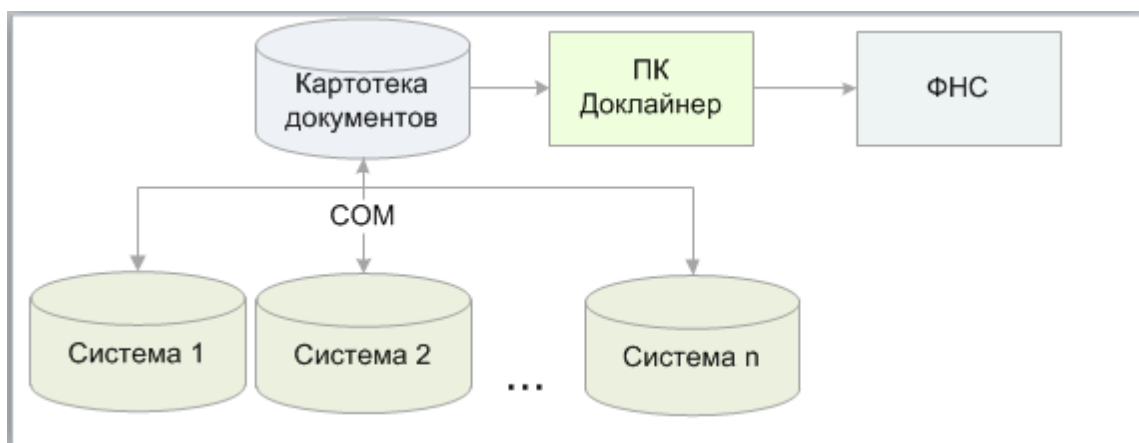 Картотека
документов
ПК
Доклайнер
ФНС
COM
Система 1
Система 2
...
Система n